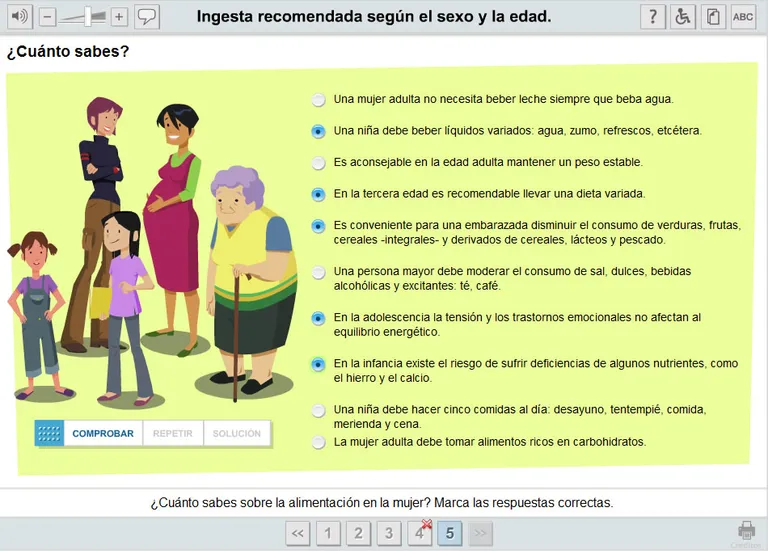 Ingesta recomendada según el sexo y la edad.
ABC
¿Cuánto sabes?
Una mujer adulta no necesita beber leche siempre que beba agua.
Una niña debe beber líquidos variados: agua, zumo, refrescos, etcétera.
Es aconsejable en la edad adulta mantener un peso estable.
En la tercera edad es recomendable llevar una dieta variada.
Es conveniente para una embarazada disminuir el consumo de verduras, frutas,
cereales -integrales- y derivados de cereales, lácteos y pescado.
Una persona mayor debe moderar el consumo de sal, dulces, bebidas
alcohólicas y excitantes: té, café.
En la adolescencia la tensión y los trastornos emocionales no afectan al
equilibrio energético.
En la infancia existe el riesgo de sufrir deficiencias de algunos nutrientes, como
el hierro y el calcio.
Una niña debe hacer cinco comidas al día: desayuno, tentempié, comida,
merienda y cena.
La mujer adulta debe tomar alimentos ricos en carbohidratos.
COMPROBAR REPETIR SOLUCIÓN
¿Cuánto sabes sobre la alimentación en la mujer? Marca las respuestas correctas.
<< 1 2 3 4 5 >>
Créditos